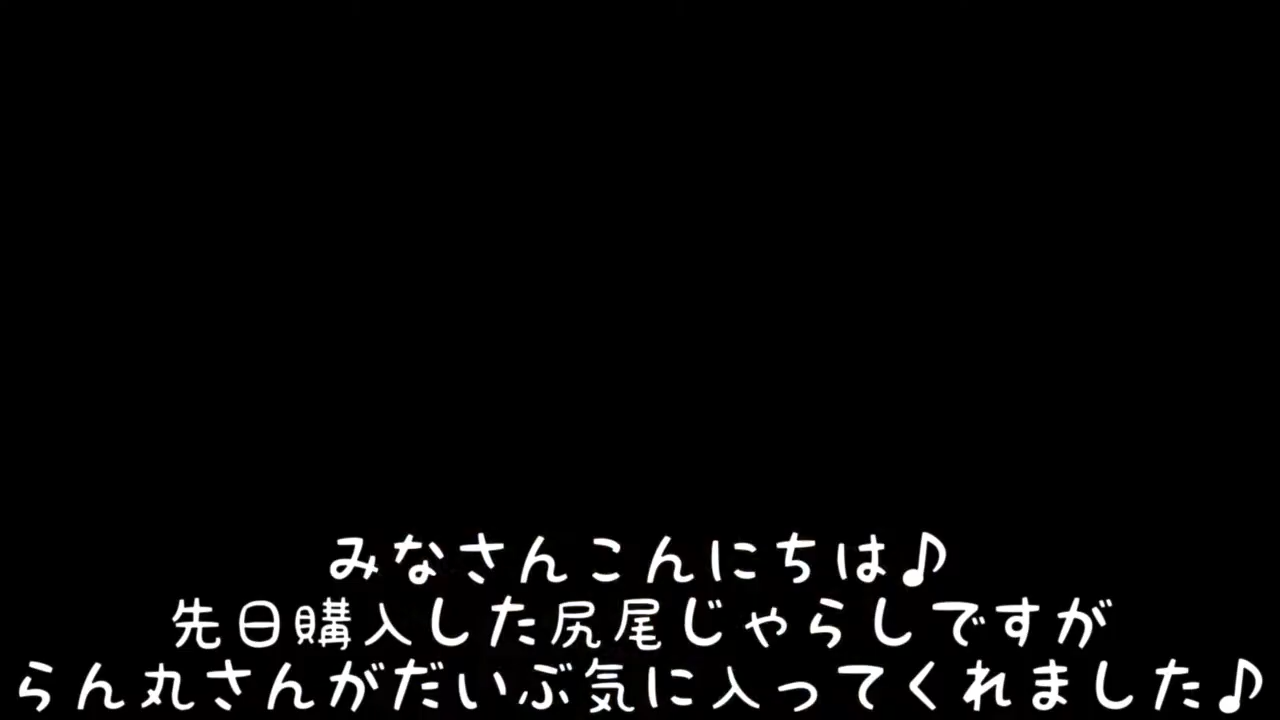 みなさんこんにちは♪
先日購入した尻尾じゃらしですが
らん丸さんがだいぶ気に入ってくれました♪